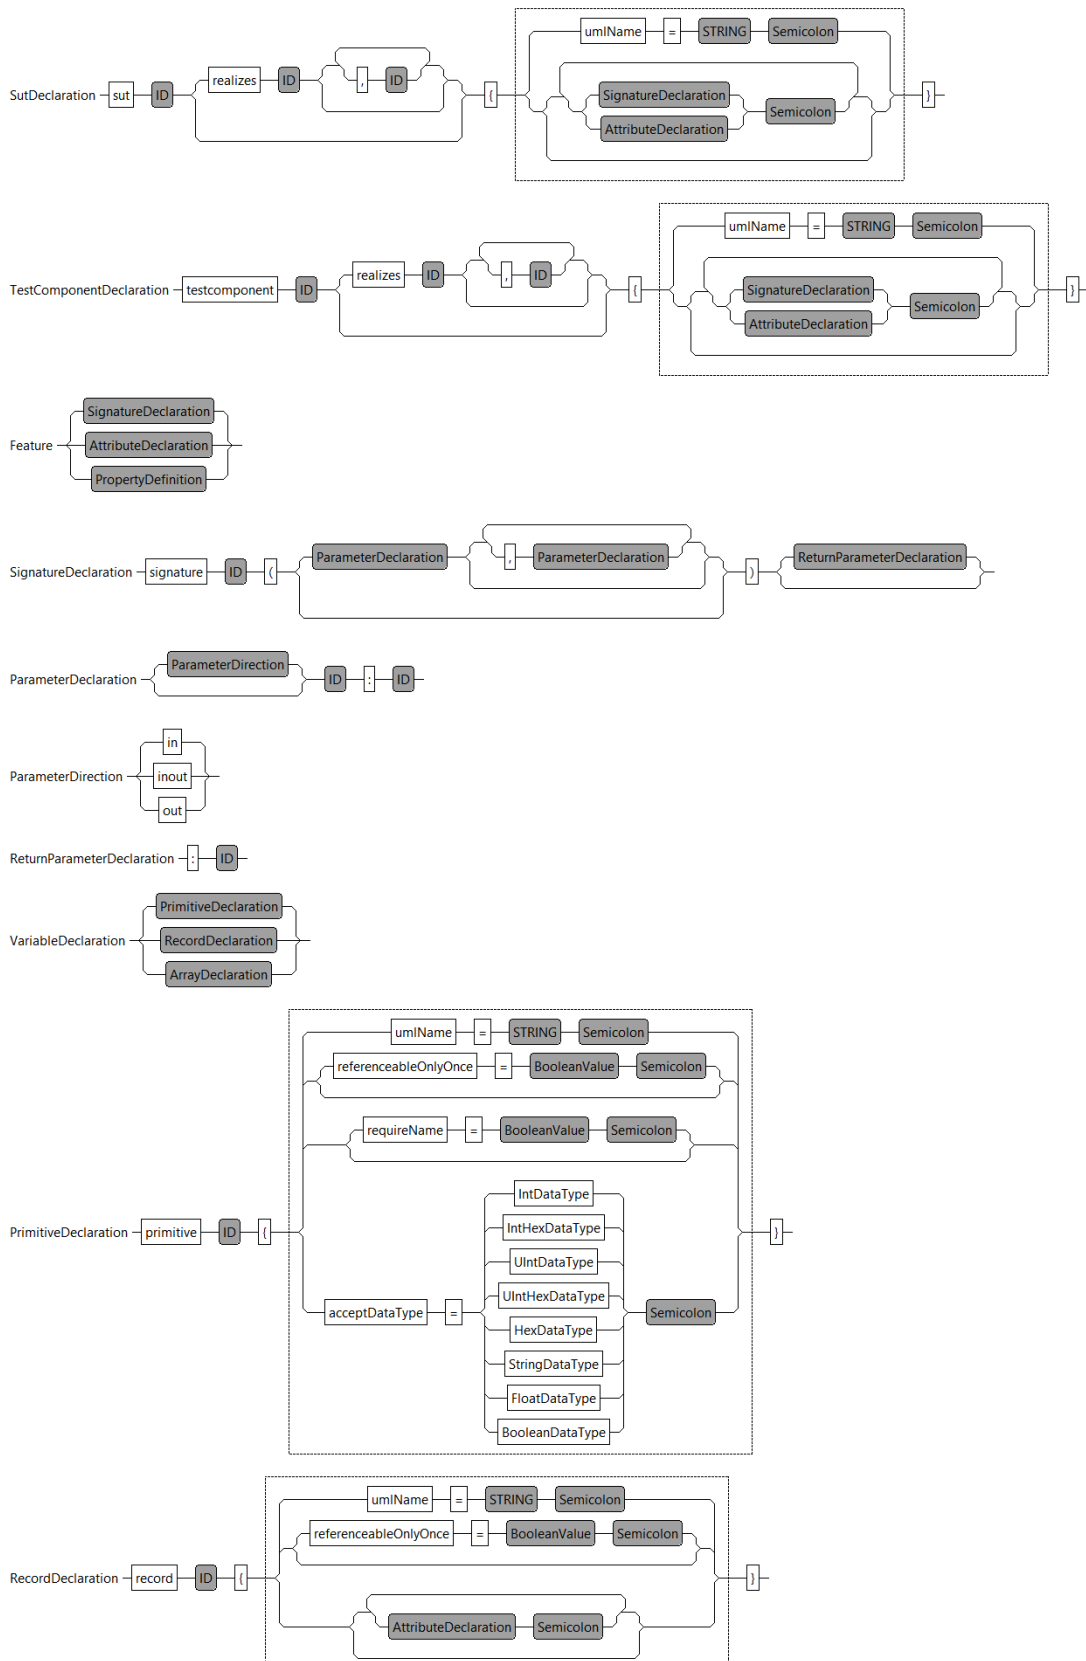 umlName = STRING Semicolon
SutDeclaration sut ID realizes ID , ID { SignatureDeclaration Semicolon }
AttributeDeclaration
umlName = STRING Semicolon
TestComponentDeclaration testcomponent ID realizes ID , ID { SignatureDeclaration Semicolon }
AttributeDeclaration
SignatureDeclaration
Feature AttributeDeclaration
PropertyDefinition
SignatureDeclaration signature ID ( ParameterDeclaration , ParameterDeclaration ) ReturnParameterDeclaration
ParameterDeclaration ParameterDirection ID : ID
in
ParameterDirection inout
out
ReturnParameterDeclaration : ID
PrimitiveDeclaration
VariableDeclaration RecordDeclaration
ArrayDeclaration
umlName = STRING Semicolon
referenceableOnlyOnce = BooleanValue Semicolon
requireName = BooleanValue Semicolon
IntDataType
IntHexDataType
PrimitiveDeclaration primitive ID { }
UIntDataType
UIntHexDataType
acceptDataType = Semicolon
HexDataType
StringDataType
FloatDataType
BooleanDataType
umlName = STRING Semicolon
referenceableOnlyOnce = BooleanValue Semicolon
RecordDeclaration record ID { }
AttributeDeclaration Semicolon